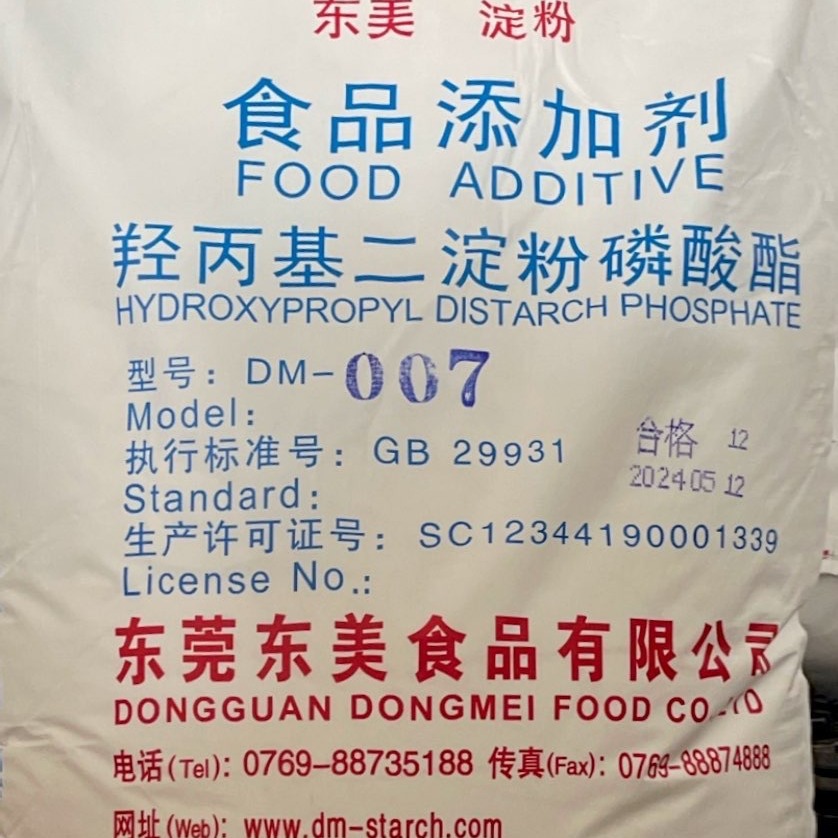 东美 淀粉
食品添加剂
FOOD ADDITIVE
羟丙基二淀粉磷酸酯
HYDROXYPROPYL DISTARCH PHOSPHATE
型号：DM-007
Model:
执行标准号：GB 29931
合格 12
Standard:
20240512
生产许可证号：SC12344190001339
License No.:
东莞东美食品有限公司
DONGGUAN DONGMEI FOOD CO.,LTD
电话(Tel)：0769-88735188 传真(Fax)：0769-88874888
网址(Web)：www.dm-starch.com